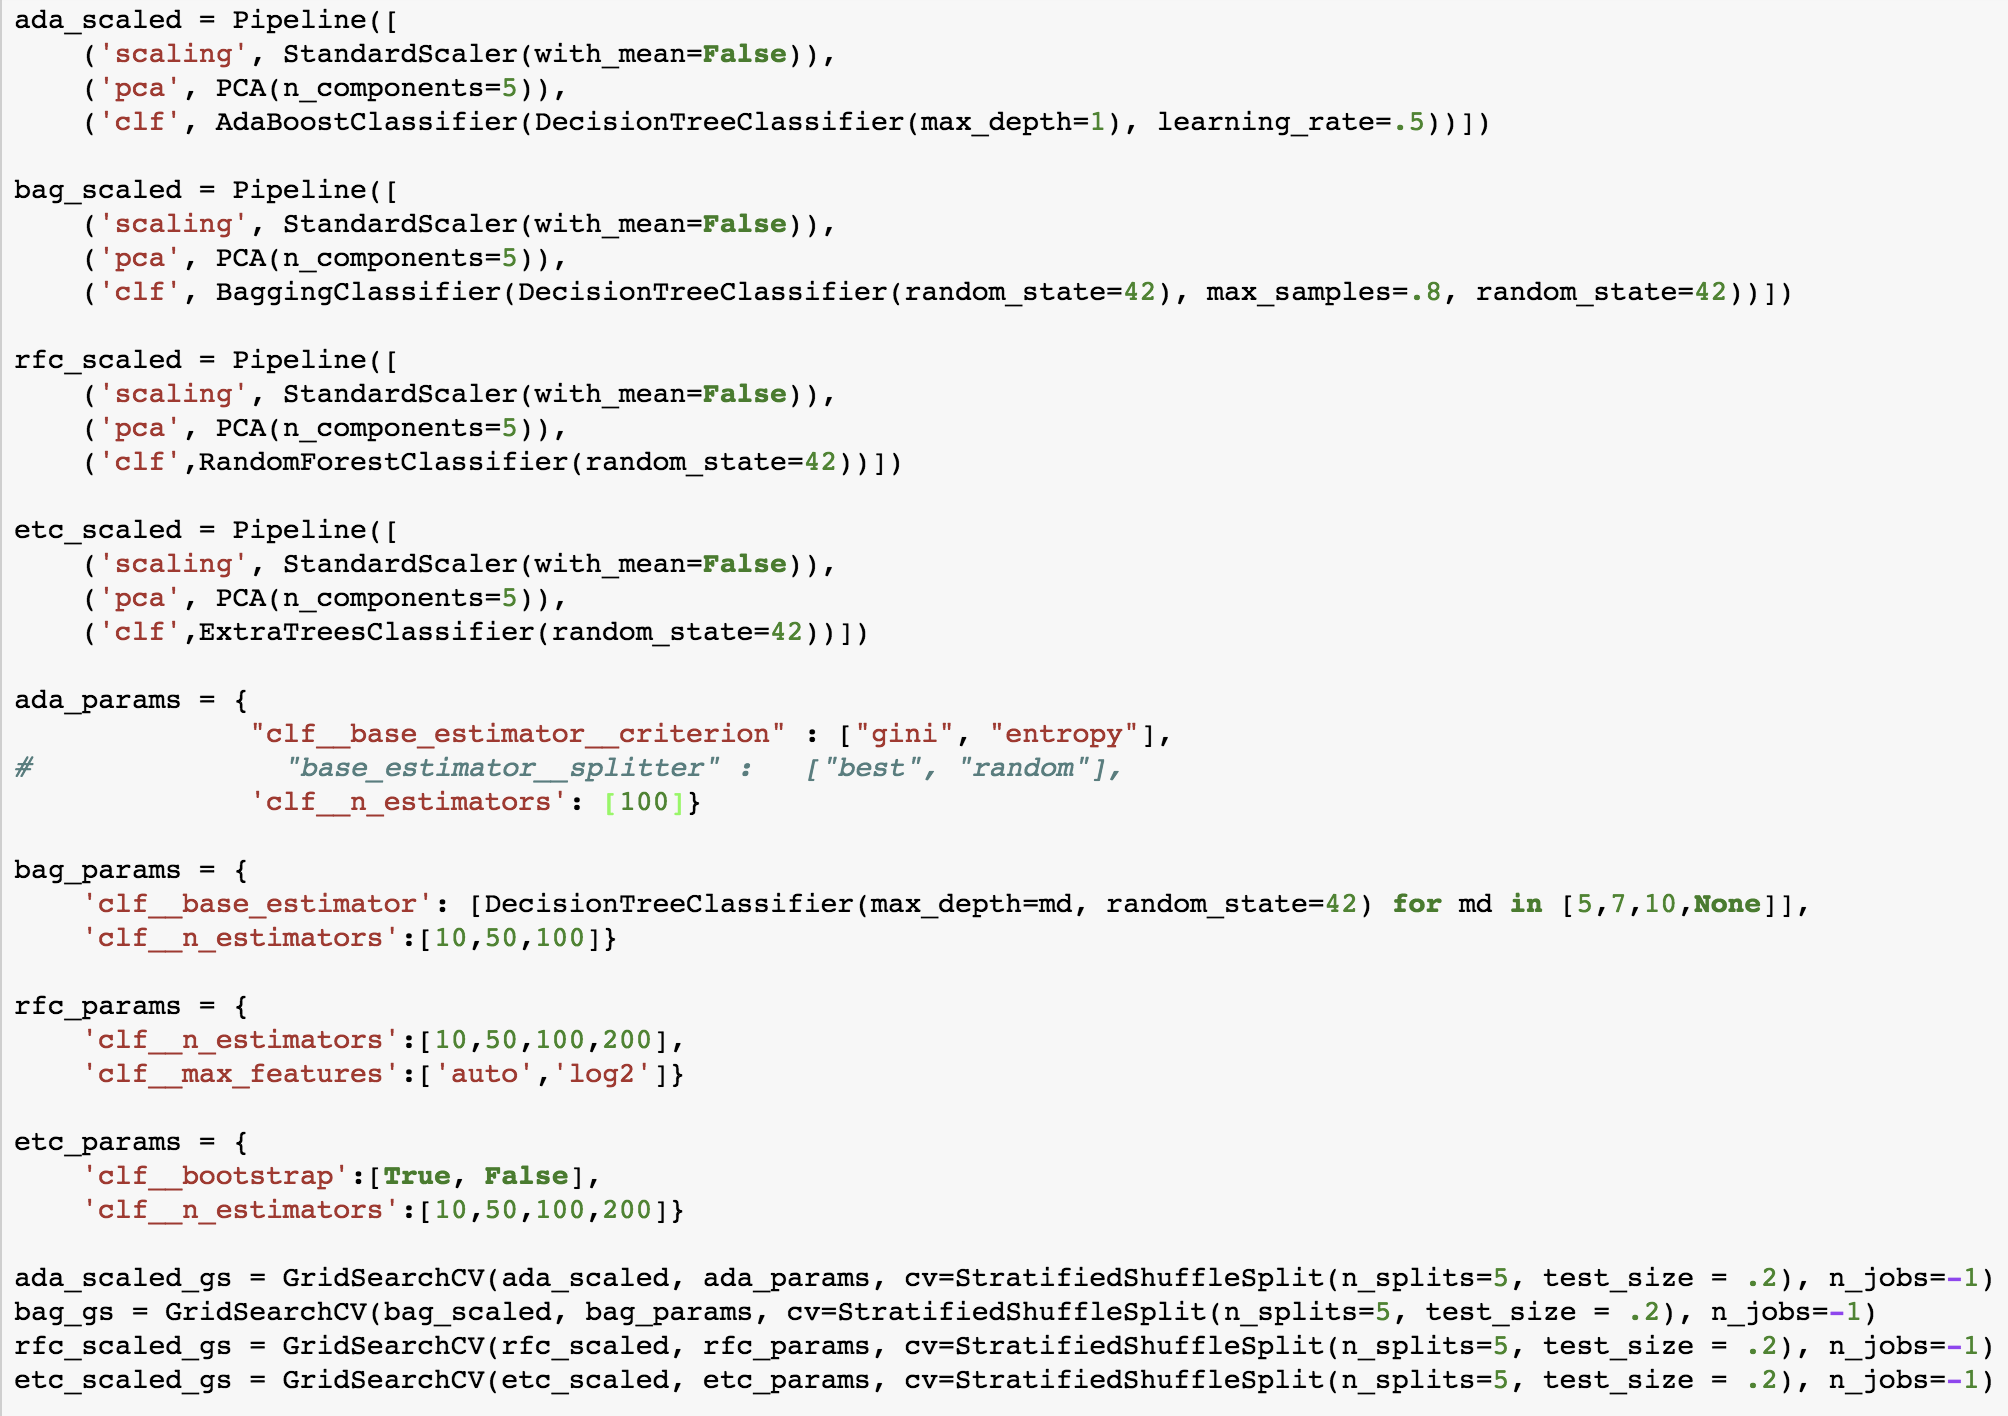 ada_scaled = Pipeline([
    ('scaling', StandardScaler(with_mean=False)),
    ('pca', PCA(n_components=5)),
    ('clf', AdaBoostClassifier(DecisionTreeClassifier(max_depth=1), learning_rate=.5))])

bag_scaled = Pipeline([
    ('scaling', StandardScaler(with_mean=False)),
    ('pca', PCA(n_components=5)),
    ('clf', BaggingClassifier(DecisionTreeClassifier(random_state=42), max_samples=.8, random_state=42))])

rfc_scaled = Pipeline([
    ('scaling', StandardScaler(with_mean=False)),
    ('pca', PCA(n_components=5)),
    ('clf',RandomForestClassifier(random_state=42))])

etc_scaled = Pipeline([
    ('scaling', StandardScaler(with_mean=False)),
    ('pca', PCA(n_components=5)),
    ('clf',ExtraTreesClassifier(random_state=42))])

ada_params = {
              "clf__base_estimator__criterion" : ["gini", "entropy"],
#               "base_estimator__splitter" :   ["best", "random"],
              'clf__n_estimators': [100]}

bag_params = {
    'clf__base_estimator': [DecisionTreeClassifier(max_depth=md, random_state=42) for md in [5,7,10,None]],
    'clf__n_estimators':[10,50,100]}

rfc_params = {
    'clf__n_estimators':[10,50,100,200],
    'clf__max_features':['auto','log2']}

etc_params = {
    'clf__bootstrap':[True, False],
    'clf__n_estimators':[10,50,100,200]}

ada_scaled_gs = GridSearchCV(ada_scaled, ada_params, cv=StratifiedShuffleSplit(n_splits=5, test_size = .2), n_jobs=-1)
bag_gs = GridSearchCV(bag_scaled, bag_params, cv=StratifiedShuffleSplit(n_splits=5, test_size = .2), n_jobs=-1)
rfc_scaled_gs = GridSearchCV(rfc_scaled, rfc_params, cv=StratifiedShuffleSplit(n_splits=5, test_size = .2), n_jobs=-1)
etc_scaled_gs = GridSearchCV(etc_scaled, etc_params, cv=StratifiedShuffleSplit(n_splits=5, test_size = .2), n_jobs=-1)